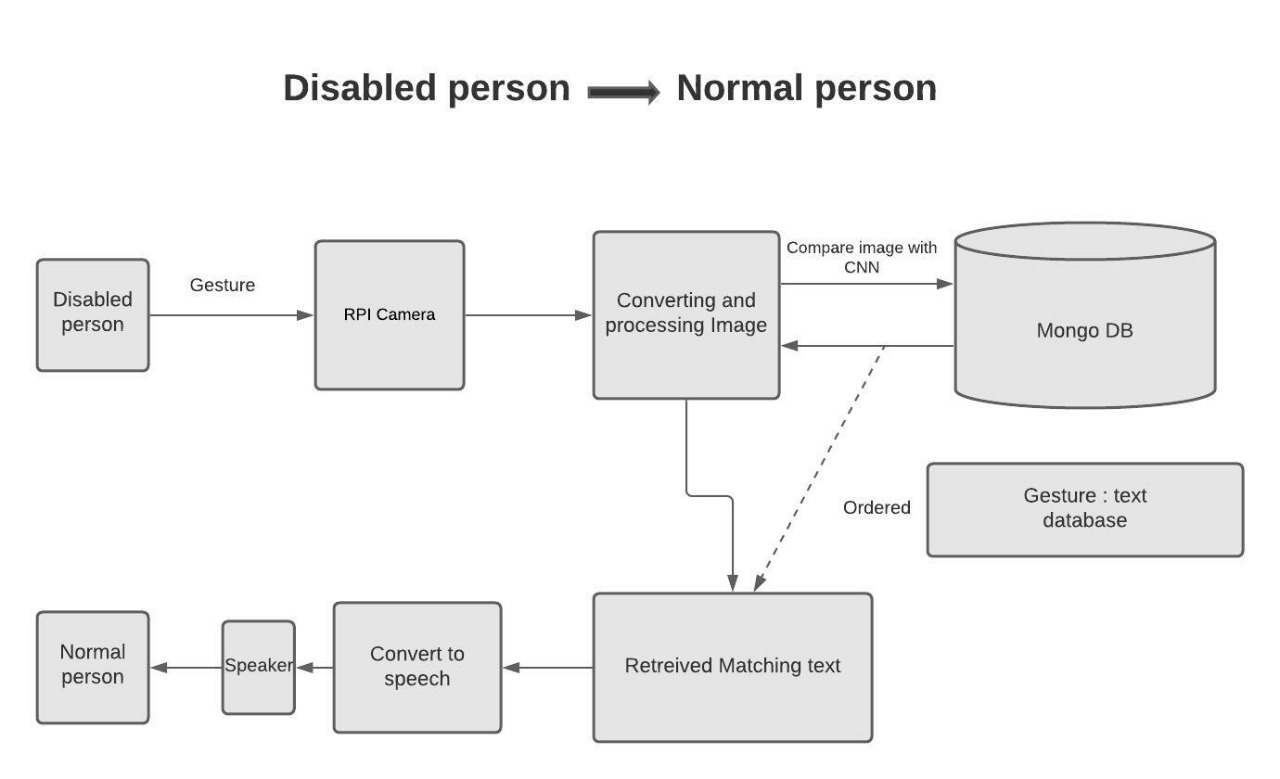 Disabled person Normal person
Compare image with
CNN
Disabled
person
Gesture
RPI Camera
Converting and
processing Image
Mongo DB
Ordered
Gesture : text
database
Normal
person
Speaker
Convert to
speech
Retreived Matching text